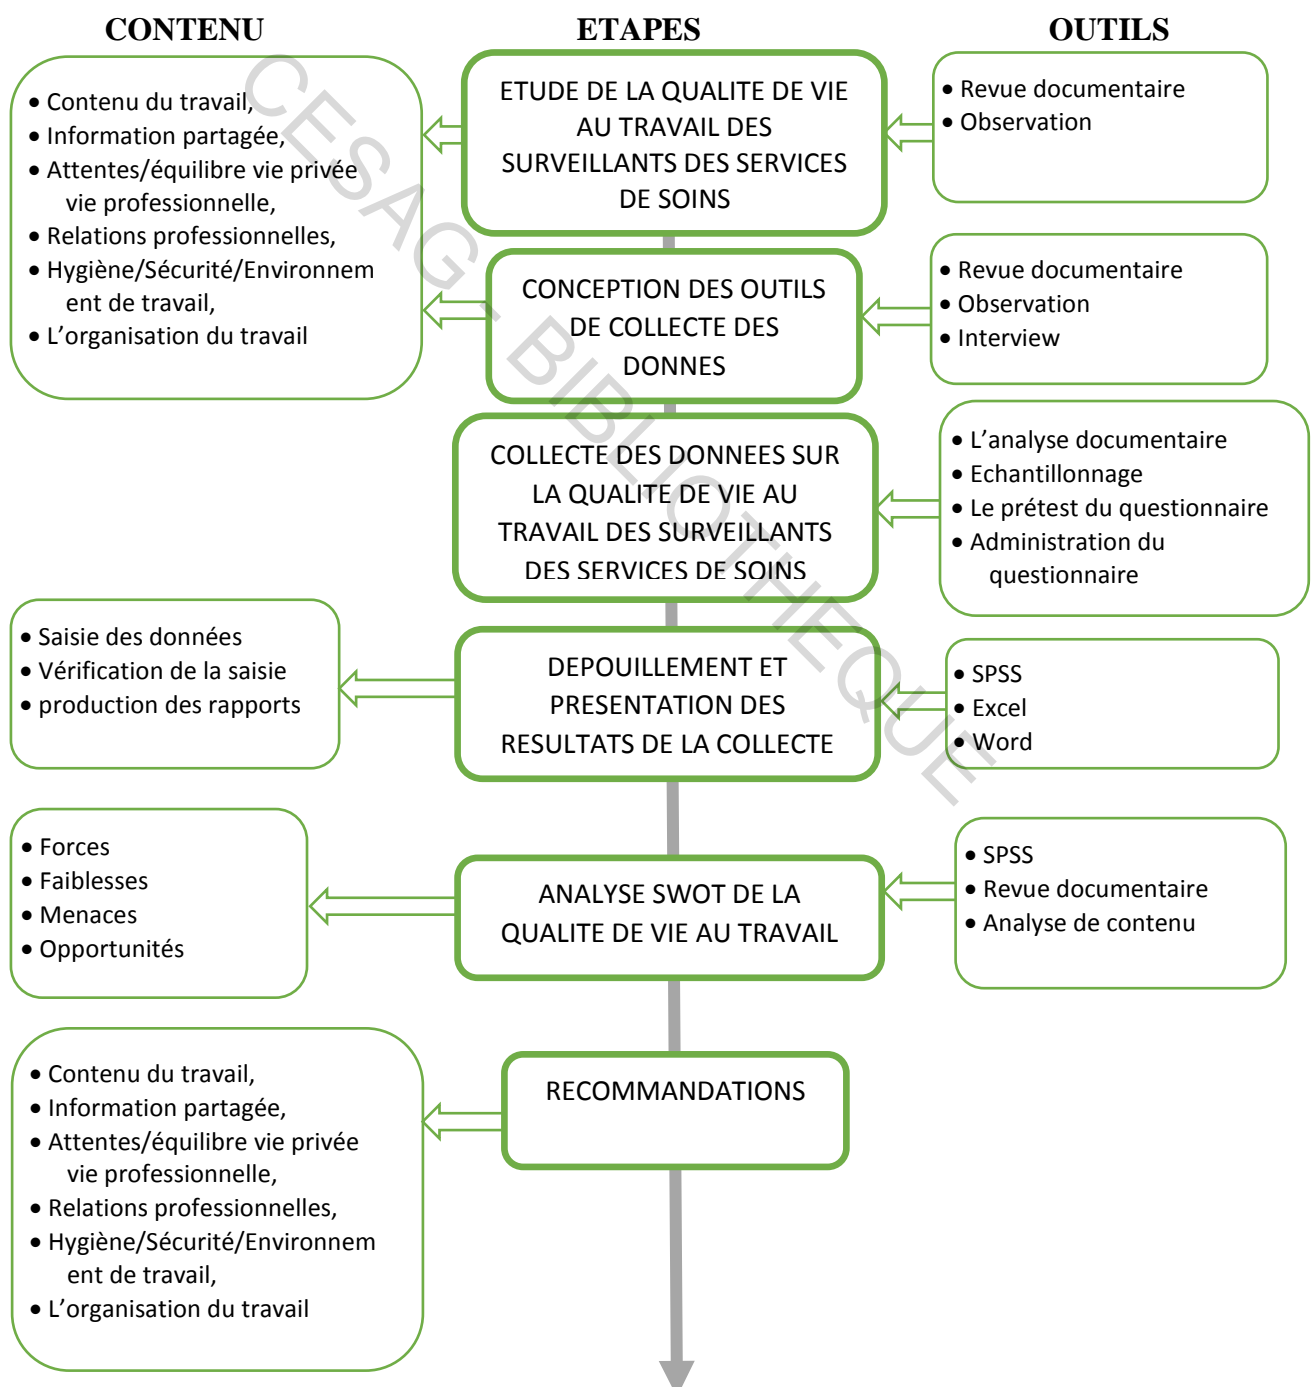 CONTENU
ETAPES
OUTILS
• Contenu du travail,
• Information partagée,
• Attentes/équilibre vie privée
vie professionnelle,
• Relations professionnelles,
• Hygiène/Sécurité/Environnem
ent de travail,
• L’organisation du travail
ETUDE DE LA QUALITE DE VIE
AU TRAVAIL DES
SURVEILLANTS DES SERVICES
DE SOINS
• Revue documentaire
• Observation
CONCEPTION DES OUTILS
DE COLLECTE DES
DONNES
• Revue documentaire
• Observation
• Interview
COLLECTE DES DONNEES SUR
LA QUALITE DE VIE AU
TRAVAIL DES SURVEILLANTS
DES SERVICES DE SOINS
• L’analyse documentaire
• Echantillonnage
• Le prétest du questionnaire
• Administration du
questionnaire
• Saisie des données
• Vérification de la saisie
• production des rapports
DEPOUILLEMENT ET
PRESENTATION DES
RESULTATS DE LA COLLECTE
• SPSS
• Excel
• Word
• Forces
• Faiblesses
• Menaces
• Opportunités
ANALYSE SWOT DE LA
QUALITE DE VIE AU TRAVAIL
• SPSS
• Revue documentaire
• Analyse de contenu
• Contenu du travail,
• Information partagée,
• Attentes/équilibre vie privée
vie professionnelle,
• Relations professionnelles,
• Hygiène/Sécurité/Environnem
ent de travail,
• L’organisation du travail
RECOMMANDATIONS
CESAG - BIBLIOTHEQUE